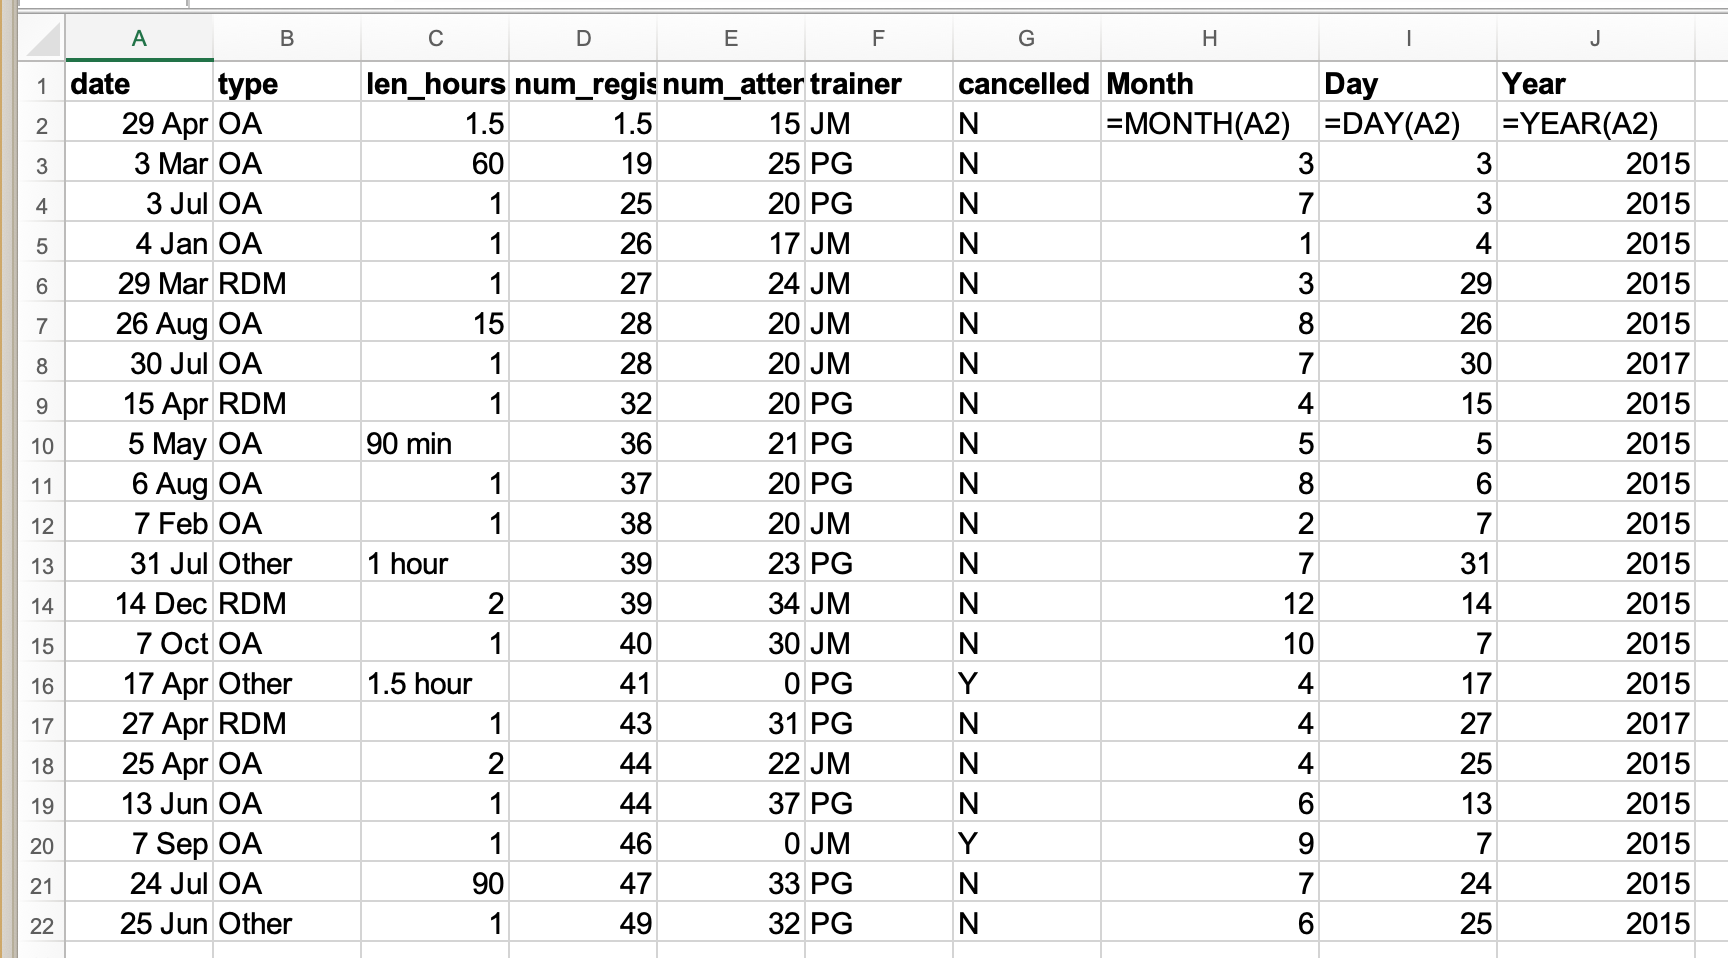 A B C D E F G H I J
1 date type len_hours num_regis num_atter trainer cancelled Month Day Year
2 29 Apr OA 1.5 1.5 15 JM N =MONTH(A2) =DAY(A2) =YEAR(A2)
3 3 Mar OA 60 19 25 PG N 3 3 2015
4 3 Jul OA 1 25 20 PG N 7 3 2015
5 4 Jan OA 1 26 17 JM N 1 4 2015
6 29 Mar RDM 1 27 24 JM N 3 29 2015
7 26 Aug OA 15 28 20 JM N 8 26 2015
8 30 Jul OA 1 28 20 JM N 7 30 2017
9 15 Apr RDM 1 32 20 PG N 4 15 2015
10 5 May OA 90 min 36 21 PG N 5 5 2015
11 6 Aug OA 1 37 20 PG N 8 6 2015
12 7 Feb OA 1 38 20 JM N 2 7 2015
13 31 Jul Other 1 hour 39 23 PG N 7 31 2015
14 14 Dec RDM 2 39 34 JM N 12 14 2015
15 7 Oct OA 1 40 30 JM N 10 7 2015
16 17 Apr Other 1.5 hour 41 0 PG Y 4 17 2015
17 27 Apr RDM 1 43 31 PG N 4 27 2017
18 25 Apr OA 2 44 22 JM N 4 25 2015
19 13 Jun OA 1 44 37 PG N 6 13 2015
20 7 Sep OA 1 46 0 JM Y 9 7 2015
21 24 Jul OA 90 47 33 PG N 7 24 2015
22 25 Jun Other 1 49 32 PG N 6 25 2015